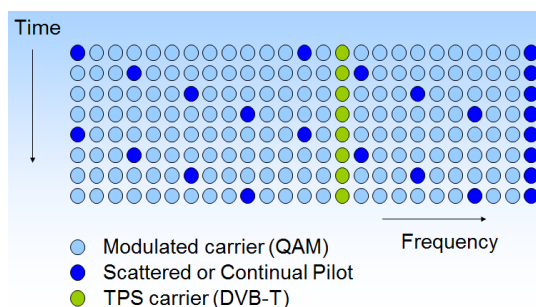 Time
Frequency
Modulated carrier (QAM)
Scattered or Continual Pilot
TPS carrier (DVB-T)